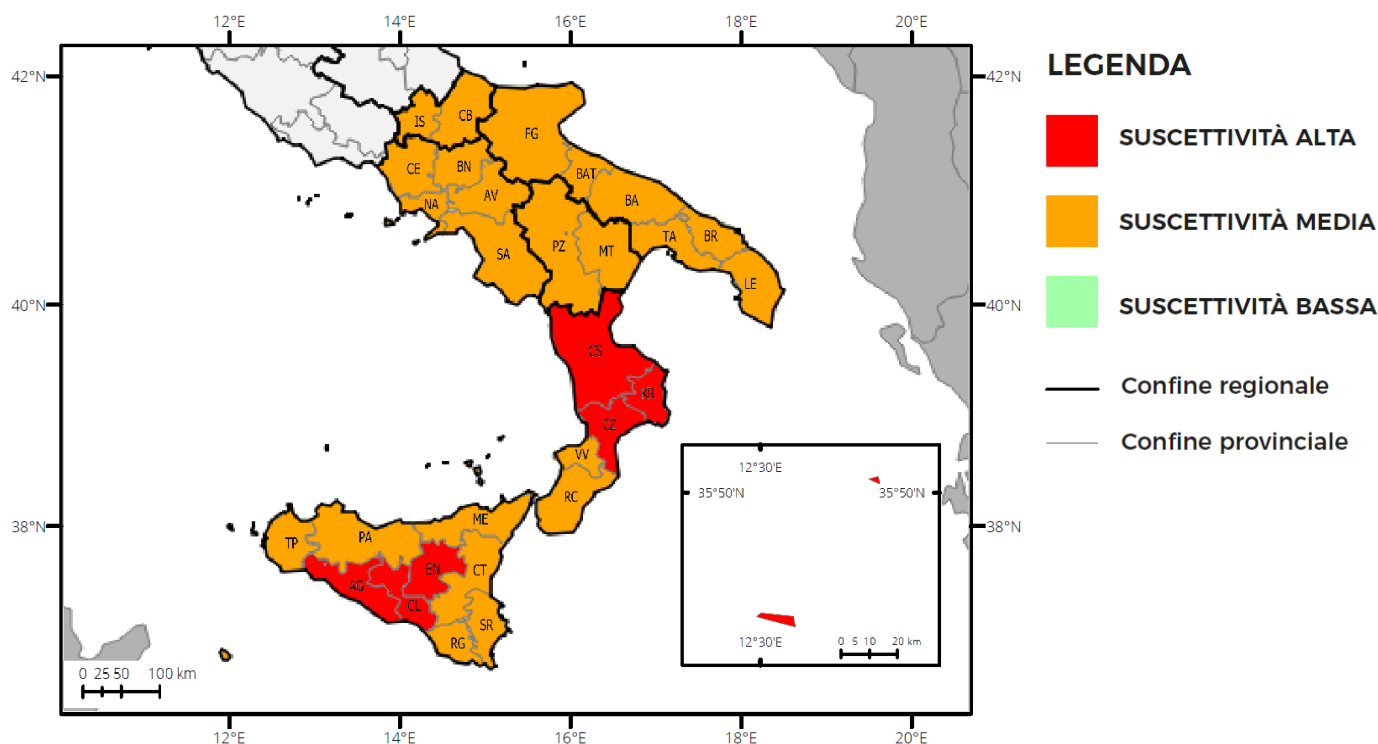 12°E 14°E 16°E 18°E 20°E
42°N 42°N
LEGENDA
SUSCETTIVITÀ ALTA
SUSCETTIVITÀ MEDIA
SUSCETTIVITÀ BASSA
Confine regionale
Confine provinciale
IS CB FG
CE BN BAT
NA AV BA
SA PZ MT TA BR
LE
40°N 40°N
CS
KR
CZ
VV
RC
38°N 38°N
ME
TP PA
EN CT
AG
CL
SR
RG
12°30'E
35°50'N 35°50'N
12°30'E
0 5 10 20 km
0 25 50 100 km
12°E 14°E 16°E 18°E 20°E